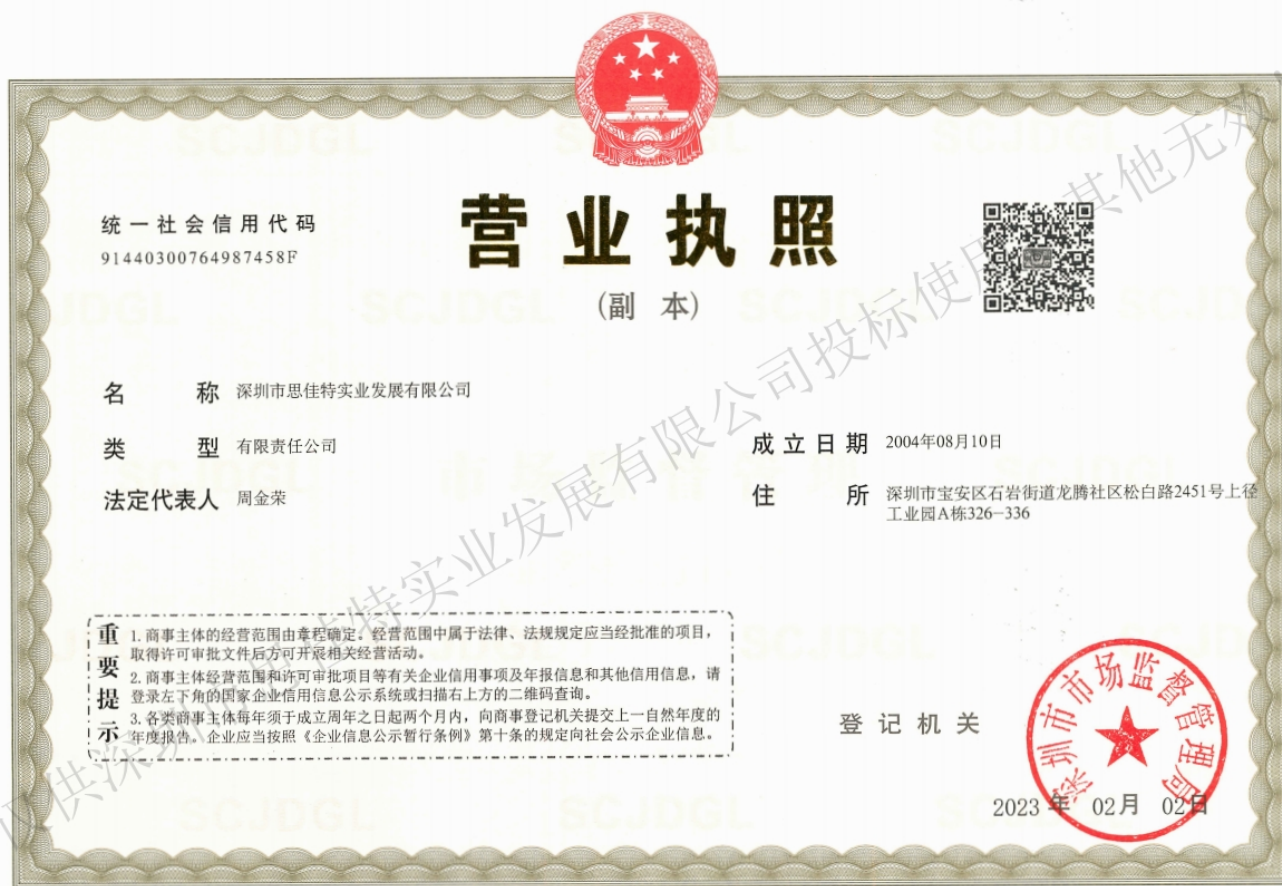 统一社会信用代码
91440300764987458F
营业执照
(副 本)
名 称 深圳市思佳特实业发展有限公司
类 型 有限责任公司
法定代表人 周金荣
成立日期 2004年08月10日
住 所 深圳市宝安区石岩街道龙腾社区松白路2451号上径
工业园A栋326-336
重要提示
1. 商事主体的经营范围由章程确定。经营范围中属于法律、法规规定应当经批准的项目,
取得许可审批文件后方可开展相关经营活动。
2. 商事主体经营范围和许可审批项目等有关企业信用事项及年报信息和其他信用信息,请
登录左下角的国家企业信用信息公示系统或扫描右上方的二维码查询。
3. 各类商事主体每年须于成立周年之日起两个月内,向商事登记机关提交上一自然年度的
年度报告。企业应当按照《企业信息公示暂行条例》第十条的规定向社会公示企业信息。
登记机关
深圳市市场监督管理局
2023 年 02月 02日
仅供深圳市思佳特实业发展有限公司投标使用 其他无效
SCJDGL